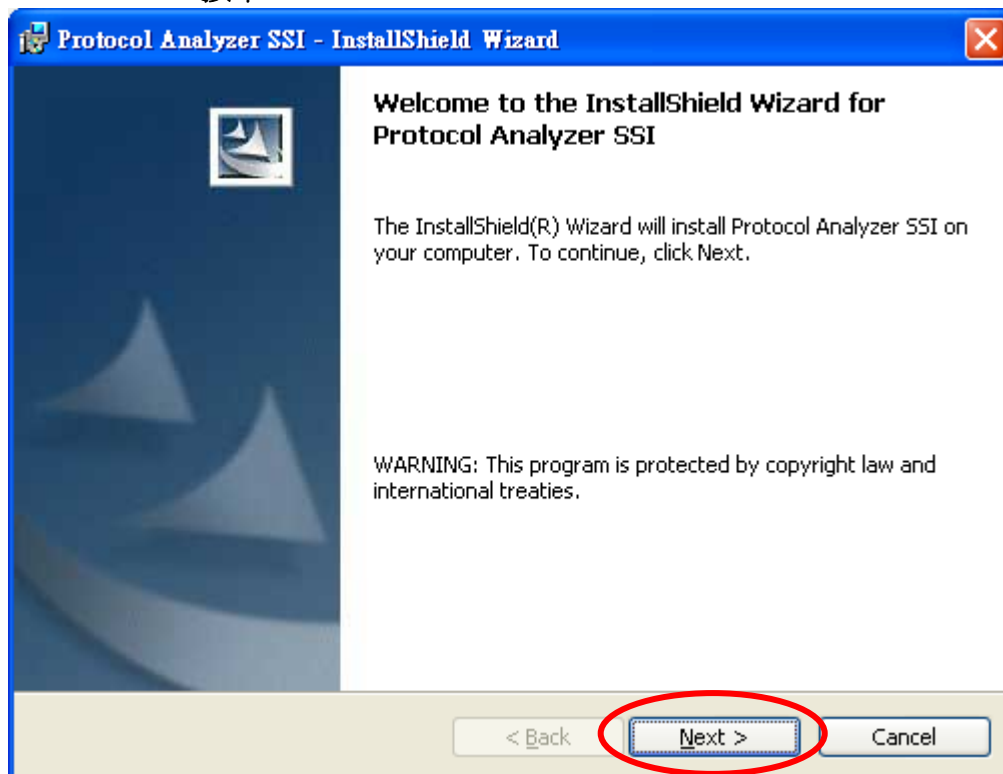 Protocol Analyzer SSI - InstallShield Wizard
Welcome to the InstallShield Wizard for
Protocol Analyzer SSI
The InstallShield(R) Wizard will install Protocol Analyzer SSI on
your computer. To continue, click Next.
WARNING: This program is protected by copyright law and
international treaties.
< Back Next > Cancel